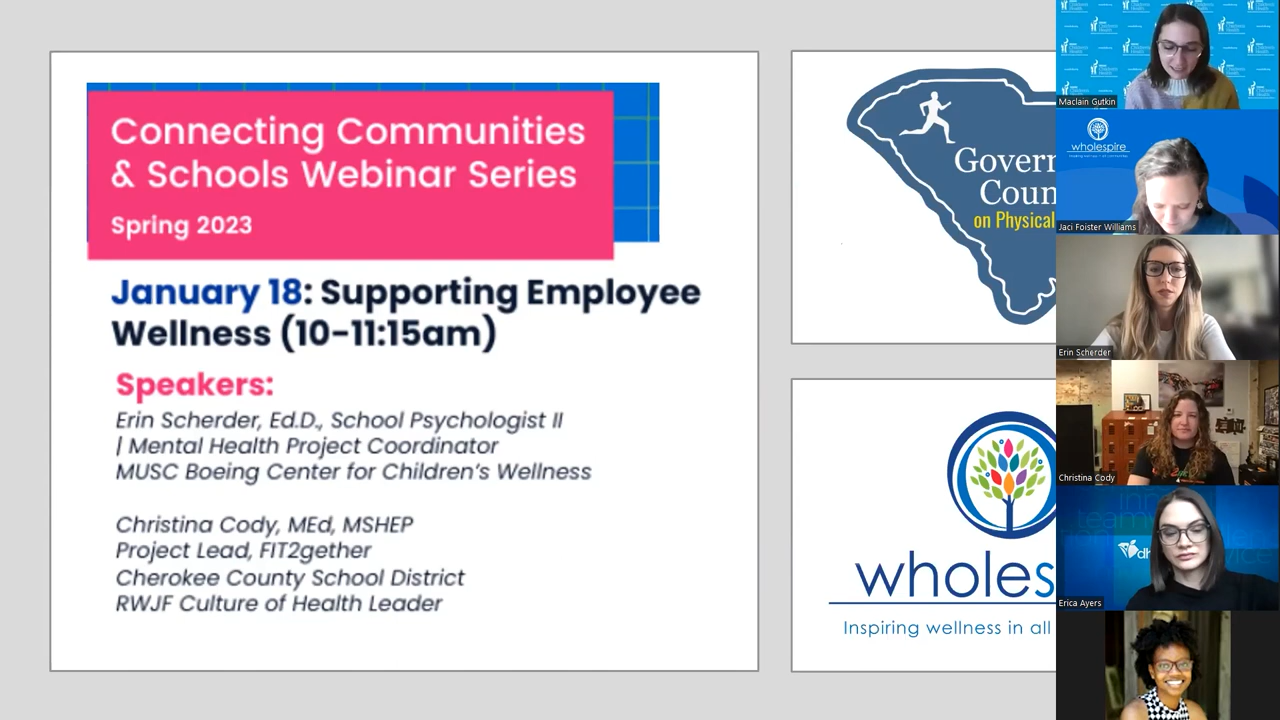 Connecting Communities
& Schools Webinar Series
Spring 2023
January 18: Supporting Employee
Wellness (10-11:15am)
Speakers:
Erin Scherder, Ed.D., School Psychologist II
| Mental Health Project Coordinator
MUSC Boeing Center for Children's Wellness
Christina Cody, MEd, MSHEP
Project Lead, FIT2gether
Cherokee County School District
RWJF Culture of Health Leader
Govern
Coun
on Physical
wholes
Inspiring wellness in all
Maclain Gutkin
wholespire
Jaci Foister Williams
Erin Scherder
Christina Cody
Erica Ayers